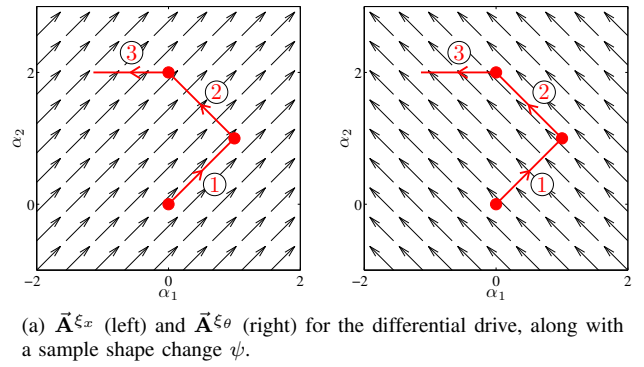 3
3
2
2
2
2
α₂
α₂
1
1
0
0
−2
0
2
−2
0
2
α₁
α₁
(a) A⃗^ξx (left) and A⃗^ξθ (right) for the differential drive, along with
a sample shape change ψ.